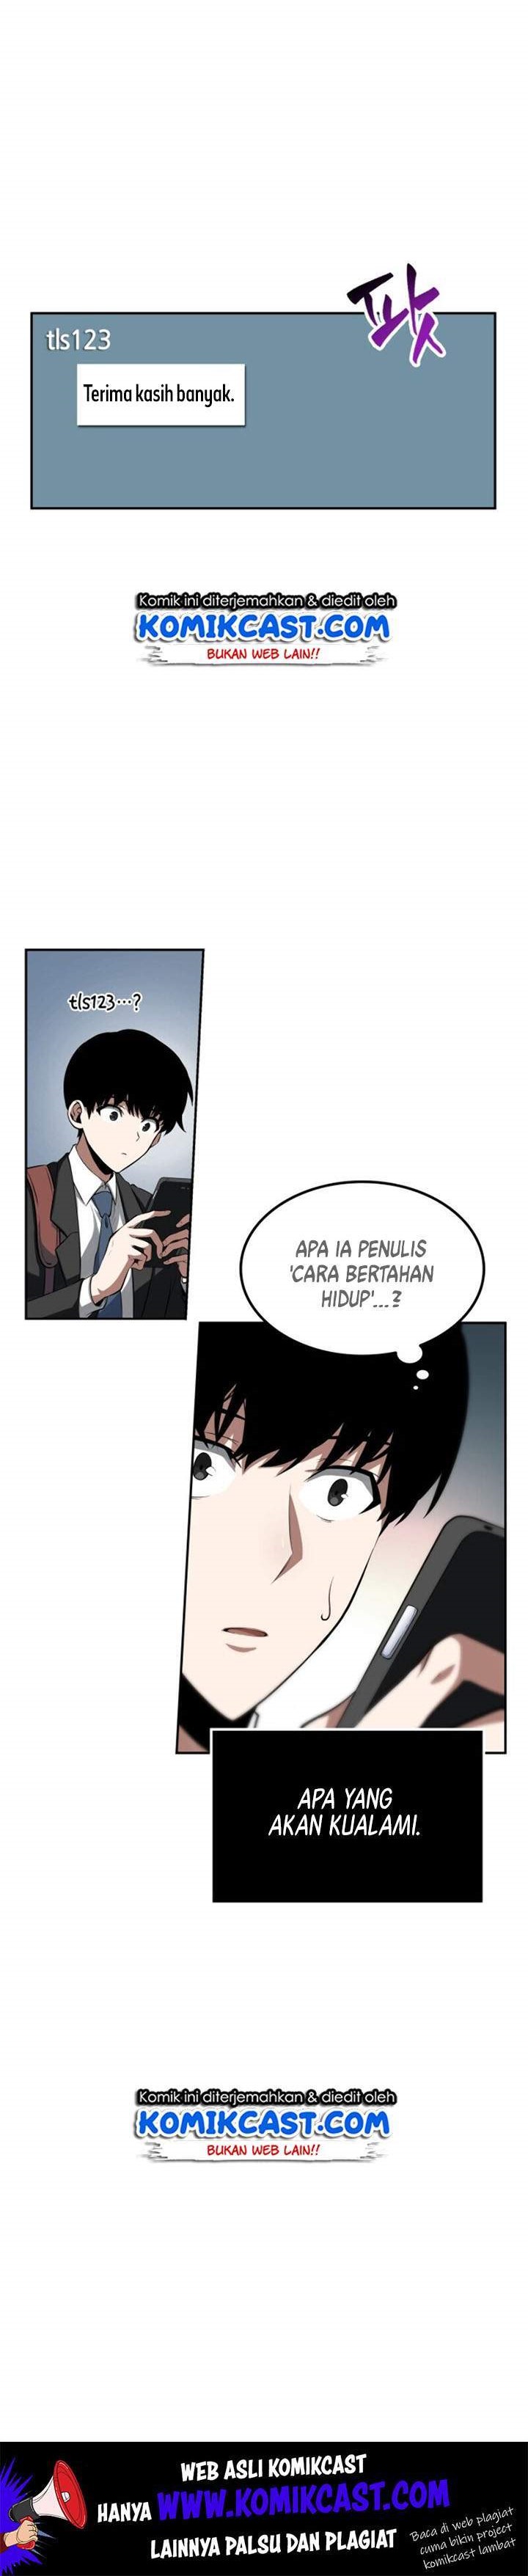 팟
tls123
Terima kasih banyak.
Komik ini diterjemahkan & diedit oleh
KOMIKCAST.COM
BUKAN WEB LAIN!!
tls123...?
APA IA PENULIS
'CARA BERTAHAN
HIDUP'...?
APA YANG
AKAN KUALAMI.
Komik ini diterjemahkan & diedit oleh
KOMIKCAST.COM
BUKAN WEB LAIN!!
WEB ASLI KOMIKCAST
HANYA WWW.KOMIKCAST.COM
LAINNYA PALSU DAN PLAGIAT
Baca di web plagiat
cuma bikin project
komikcast lambat